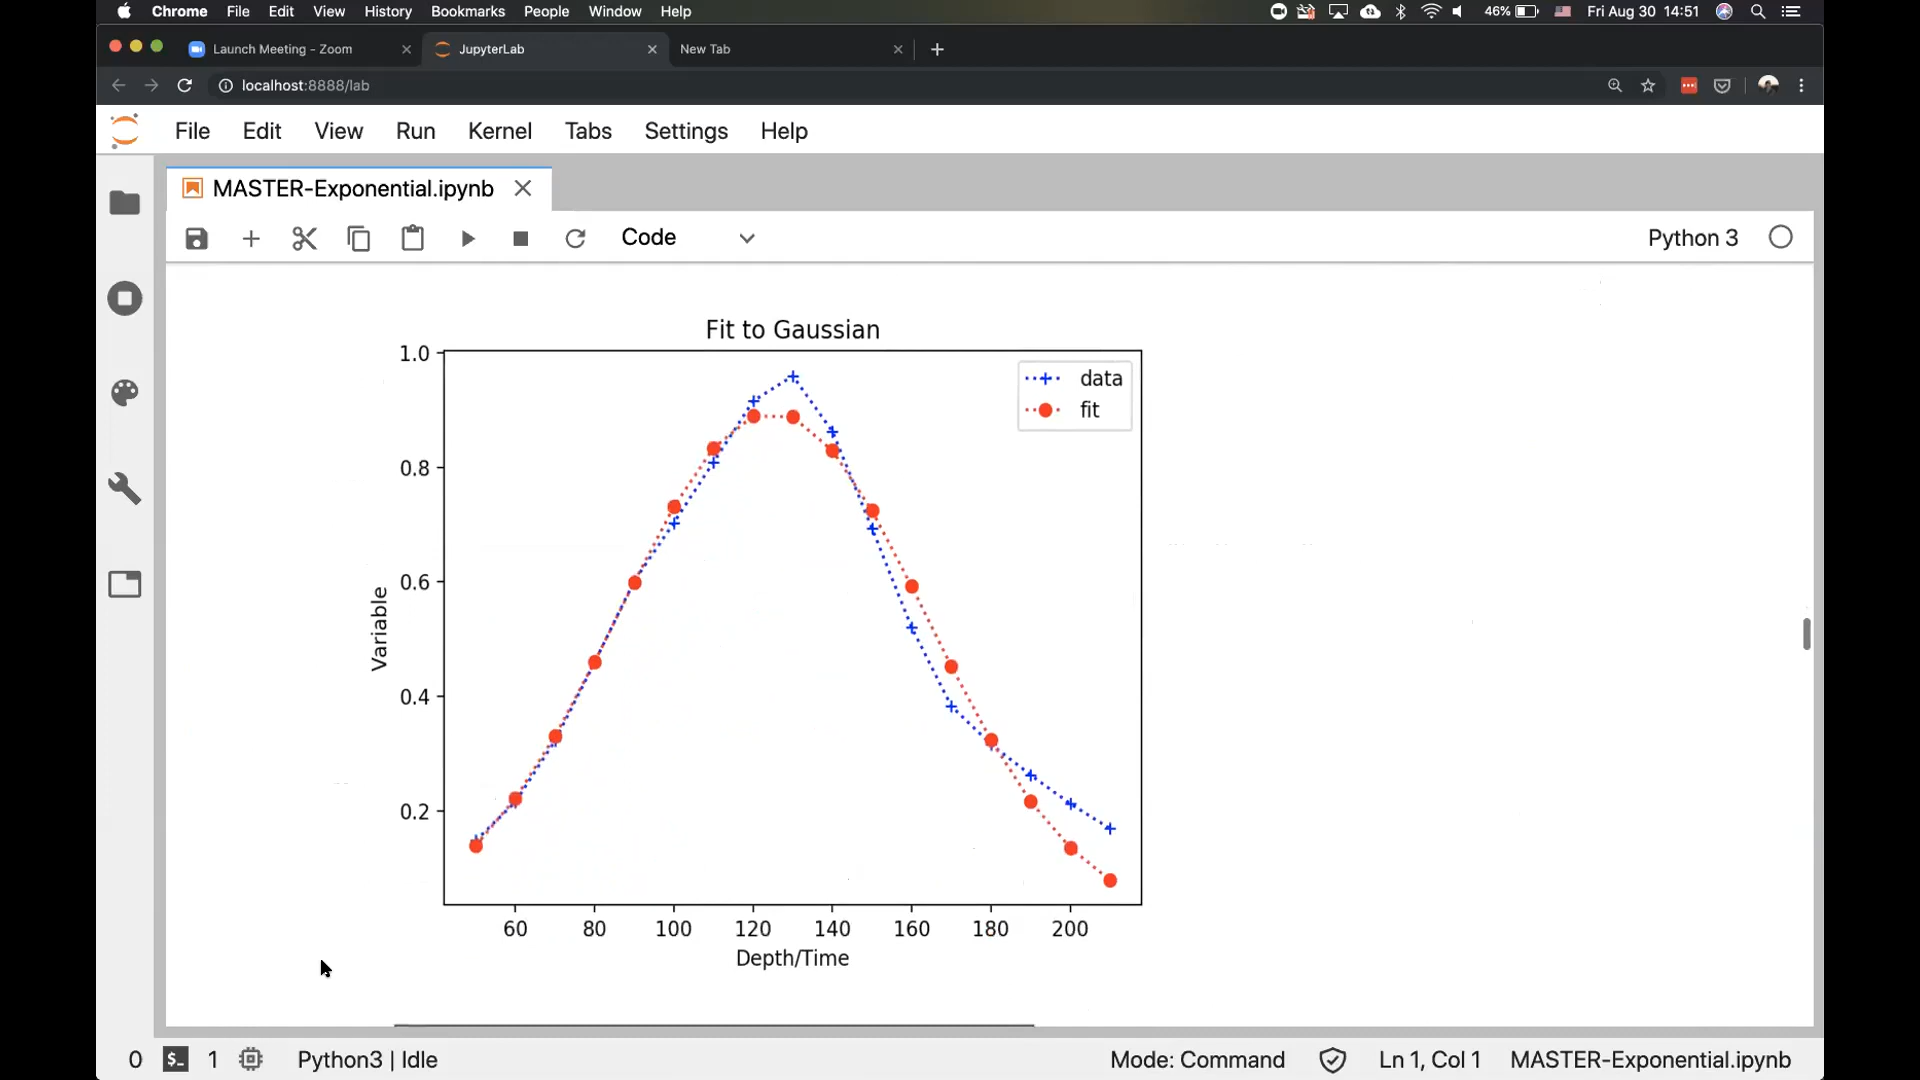 Chrome File Edit View History Bookmarks People Window Help 46% Fri Aug 30 14:51
Launch Meeting - Zoom JupyterLab New Tab
localhost:8888/lab
File Edit View Run Kernel Tabs Settings Help
MASTER-Exponential.ipynb
Code Python 3
Fit to Gaussian
data
fit
1.0
0.8
0.6
0.4
0.2
Variable
60 80 100 120 140 160 180 200
Depth/Time
0 $_ 1 Python3 | Idle Mode: Command Ln 1, Col 1 MASTER-Exponential.ipynb